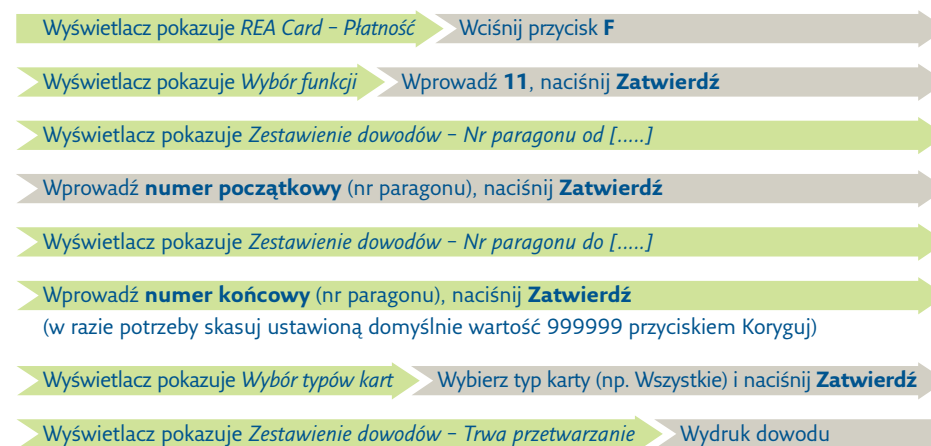 Wyświetlacz pokazuje REA Card – Płatność Wciśnij przycisk F
Wyświetlacz pokazuje Wybór funkcji Wprowadź 11, naciśnij Zatwierdź
Wyświetlacz pokazuje Zestawienie dowodów – Nr paragonu od [.....]
Wprowadź numer początkowy (nr paragonu), naciśnij Zatwierdź
Wyświetlacz pokazuje Zestawienie dowodów – Nr paragonu do [.....]
Wprowadź numer końcowy (nr paragonu), naciśnij Zatwierdź
(w razie potrzeby skasuj ustawioną domyślnie wartość 999999 przyciskiem Koryguj)
Wyświetlacz pokazuje Wybór typów kart Wybierz typ karty (np. Wszystkie) i naciśnij Zatwierdź
Wyświetlacz pokazuje Zestawienie dowodów – Trwa przetwarzanie Wydruk dowodu